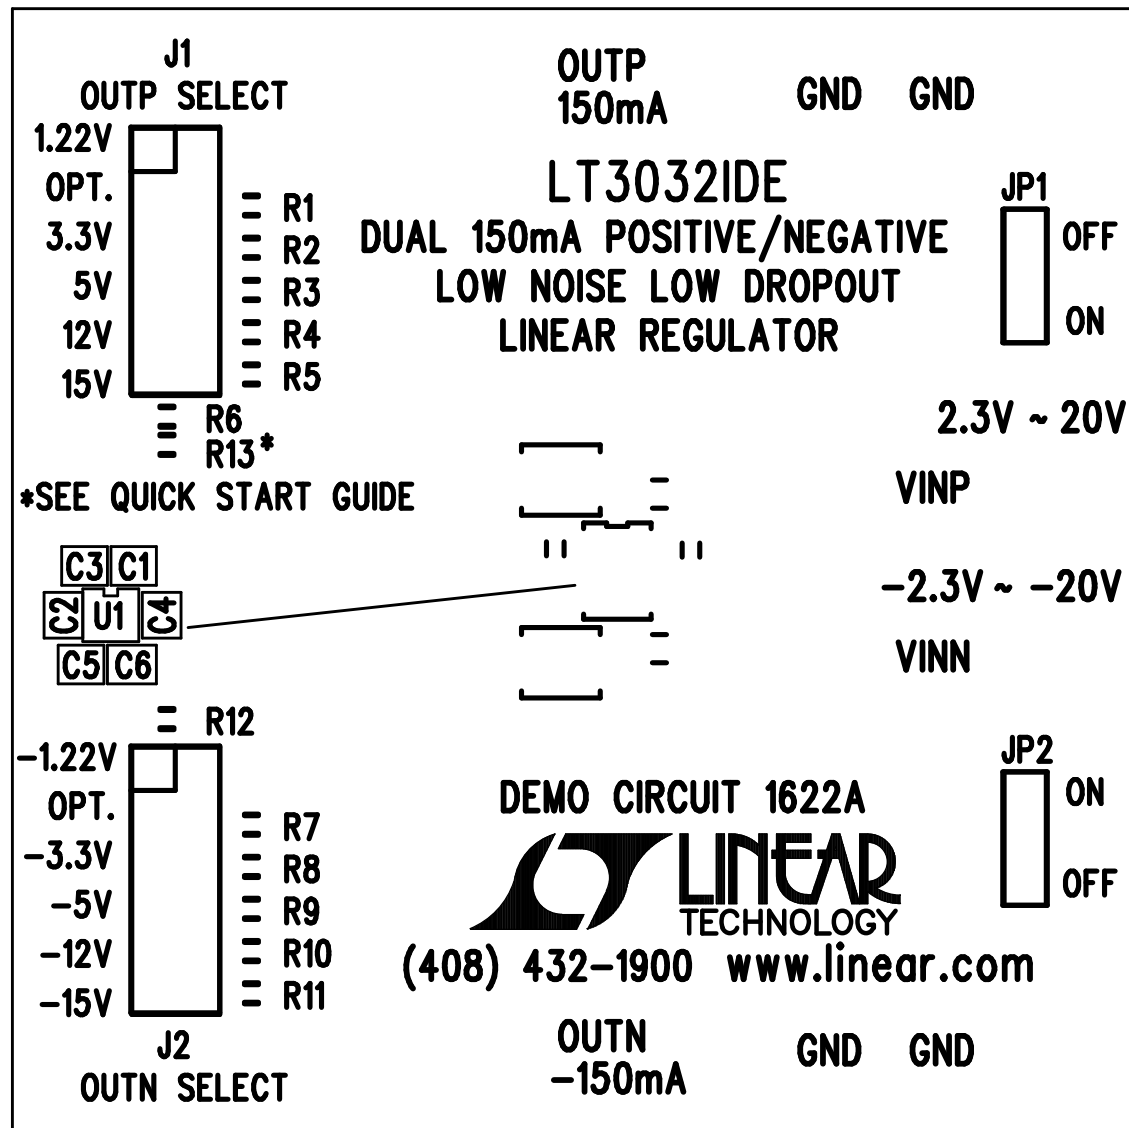 J1
OUTP SELECT
1.22V
OPT.
3.3V
5V
12V
15V
R1
R2
R3
R4
R5
R6
R13*
*SEE QUICK START GUIDE
OUTP
150mA
GND GND
LT3032IDE
DUAL 150mA POSITIVE/NEGATIVE
LOW NOISE LOW DROPOUT
LINEAR REGULATOR
JP1
OFF
ON
2.3V ~ 20V
VINP
-2.3V ~ -20V
VINN
C3 C1
C2 U1 C4
C5 C6
R12
-1.22V
OPT.
-3.3V
-5V
-12V
-15V
R7
R8
R9
R10
R11
J2
OUTN SELECT
DEMO CIRCUIT 1622A
LINEAR
TECHNOLOGY
(408) 432-1900 www.linear.com
JP2
ON
OFF
OUTN
-150mA
GND GND